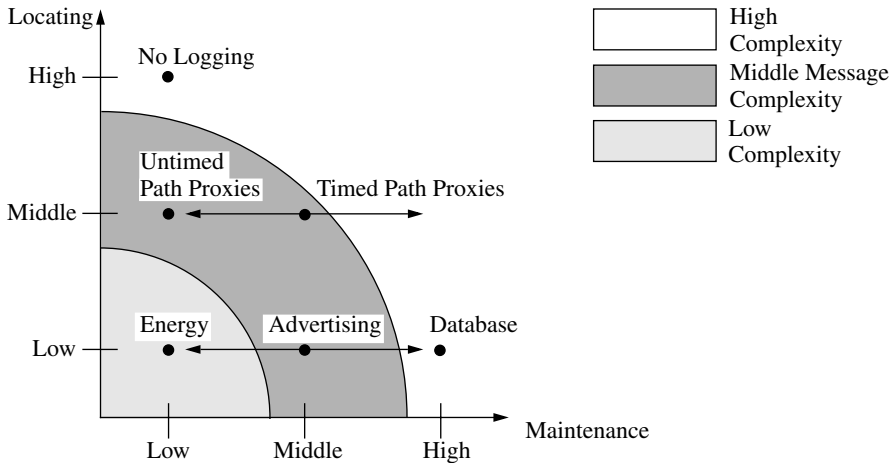 Locating
High
No Logging
Untimed
Path Proxies
Timed Path Proxies
Middle
Energy
Advertising
Database
Low
Low
Middle
High
Maintenance
High
Complexity
Middle Message
Complexity
Low
Complexity